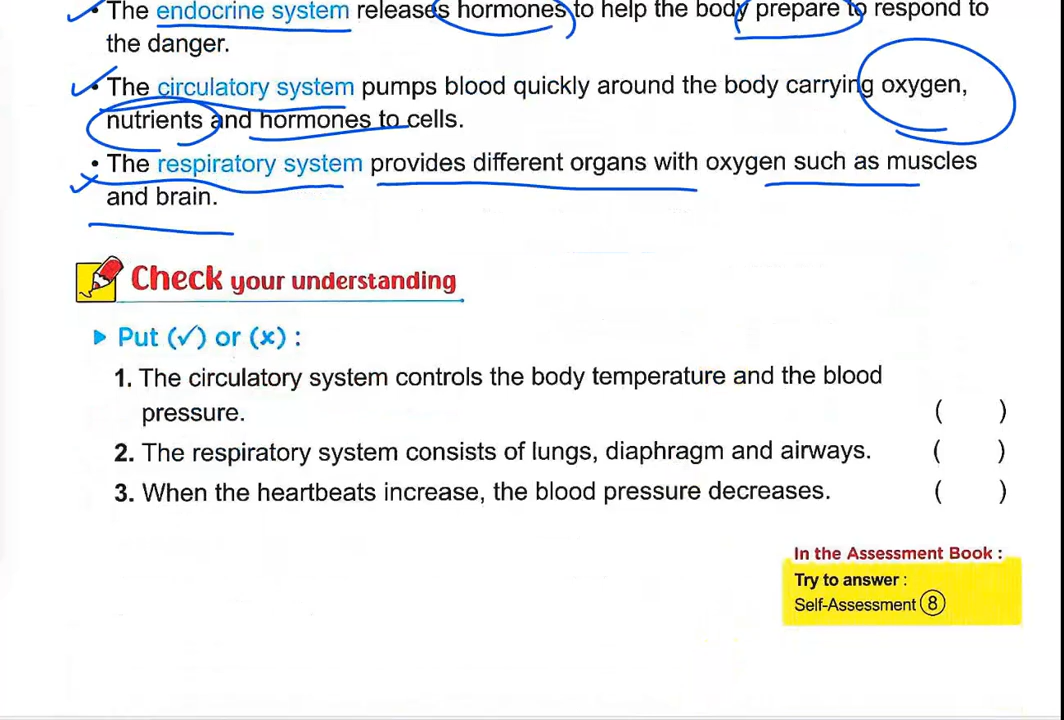 • The endocrine system releases hormones to help the body prepare to respond to
the danger.
• The circulatory system pumps blood quickly around the body carrying oxygen,
nutrients and hormones to cells.
• The respiratory system provides different organs with oxygen such as muscles
and brain.
Check your understanding
Put (✓) or (x) :
1. The circulatory system controls the body temperature and the blood
pressure. ( )
2. The respiratory system consists of lungs, diaphragm and airways. ( )
3. When the heartbeats increase, the blood pressure decreases. ( )
In the Assessment Book :
Try to answer :
Self-Assessment 8